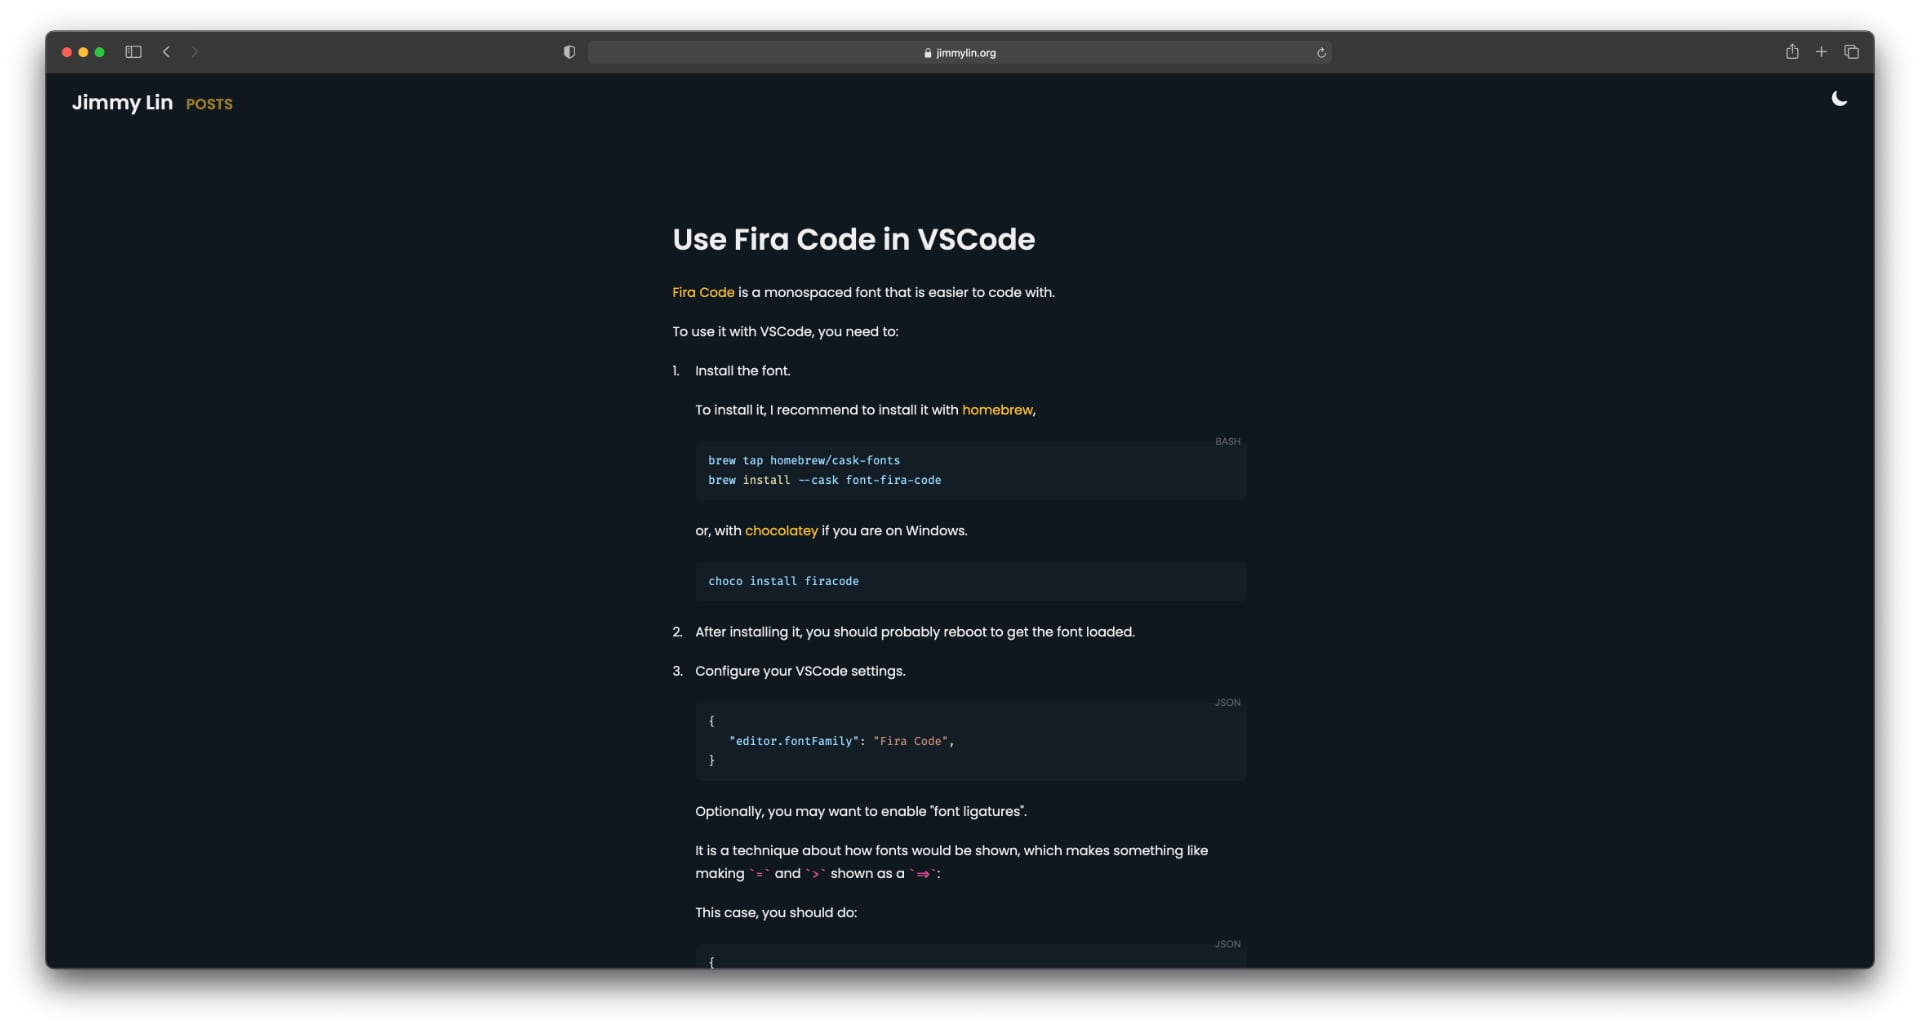 jimmylin.org
Jimmy Lin POSTS
Use Fira Code in VSCode
Fira Code is a monospaced font that is easier to code with.
To use it with VSCode, you need to:
1. Install the font.
To install it, I recommend to install it with homebrew,
BASH
brew tap homebrew/cask-fonts
brew install --cask font-fira-code
or, with chocolatey if you are on Windows.
choco install firacode
2. After installing it, you should probably reboot to get the font loaded.
3. Configure your VSCode settings.
JSON
{
"editor.fontFamily": "Fira Code",
}
Optionally, you may want to enable "font ligatures".
It is a technique about how fonts would be shown, which makes something like
making `=` and `>` shown as a `=>`:
This case, you should do:
JSON
{